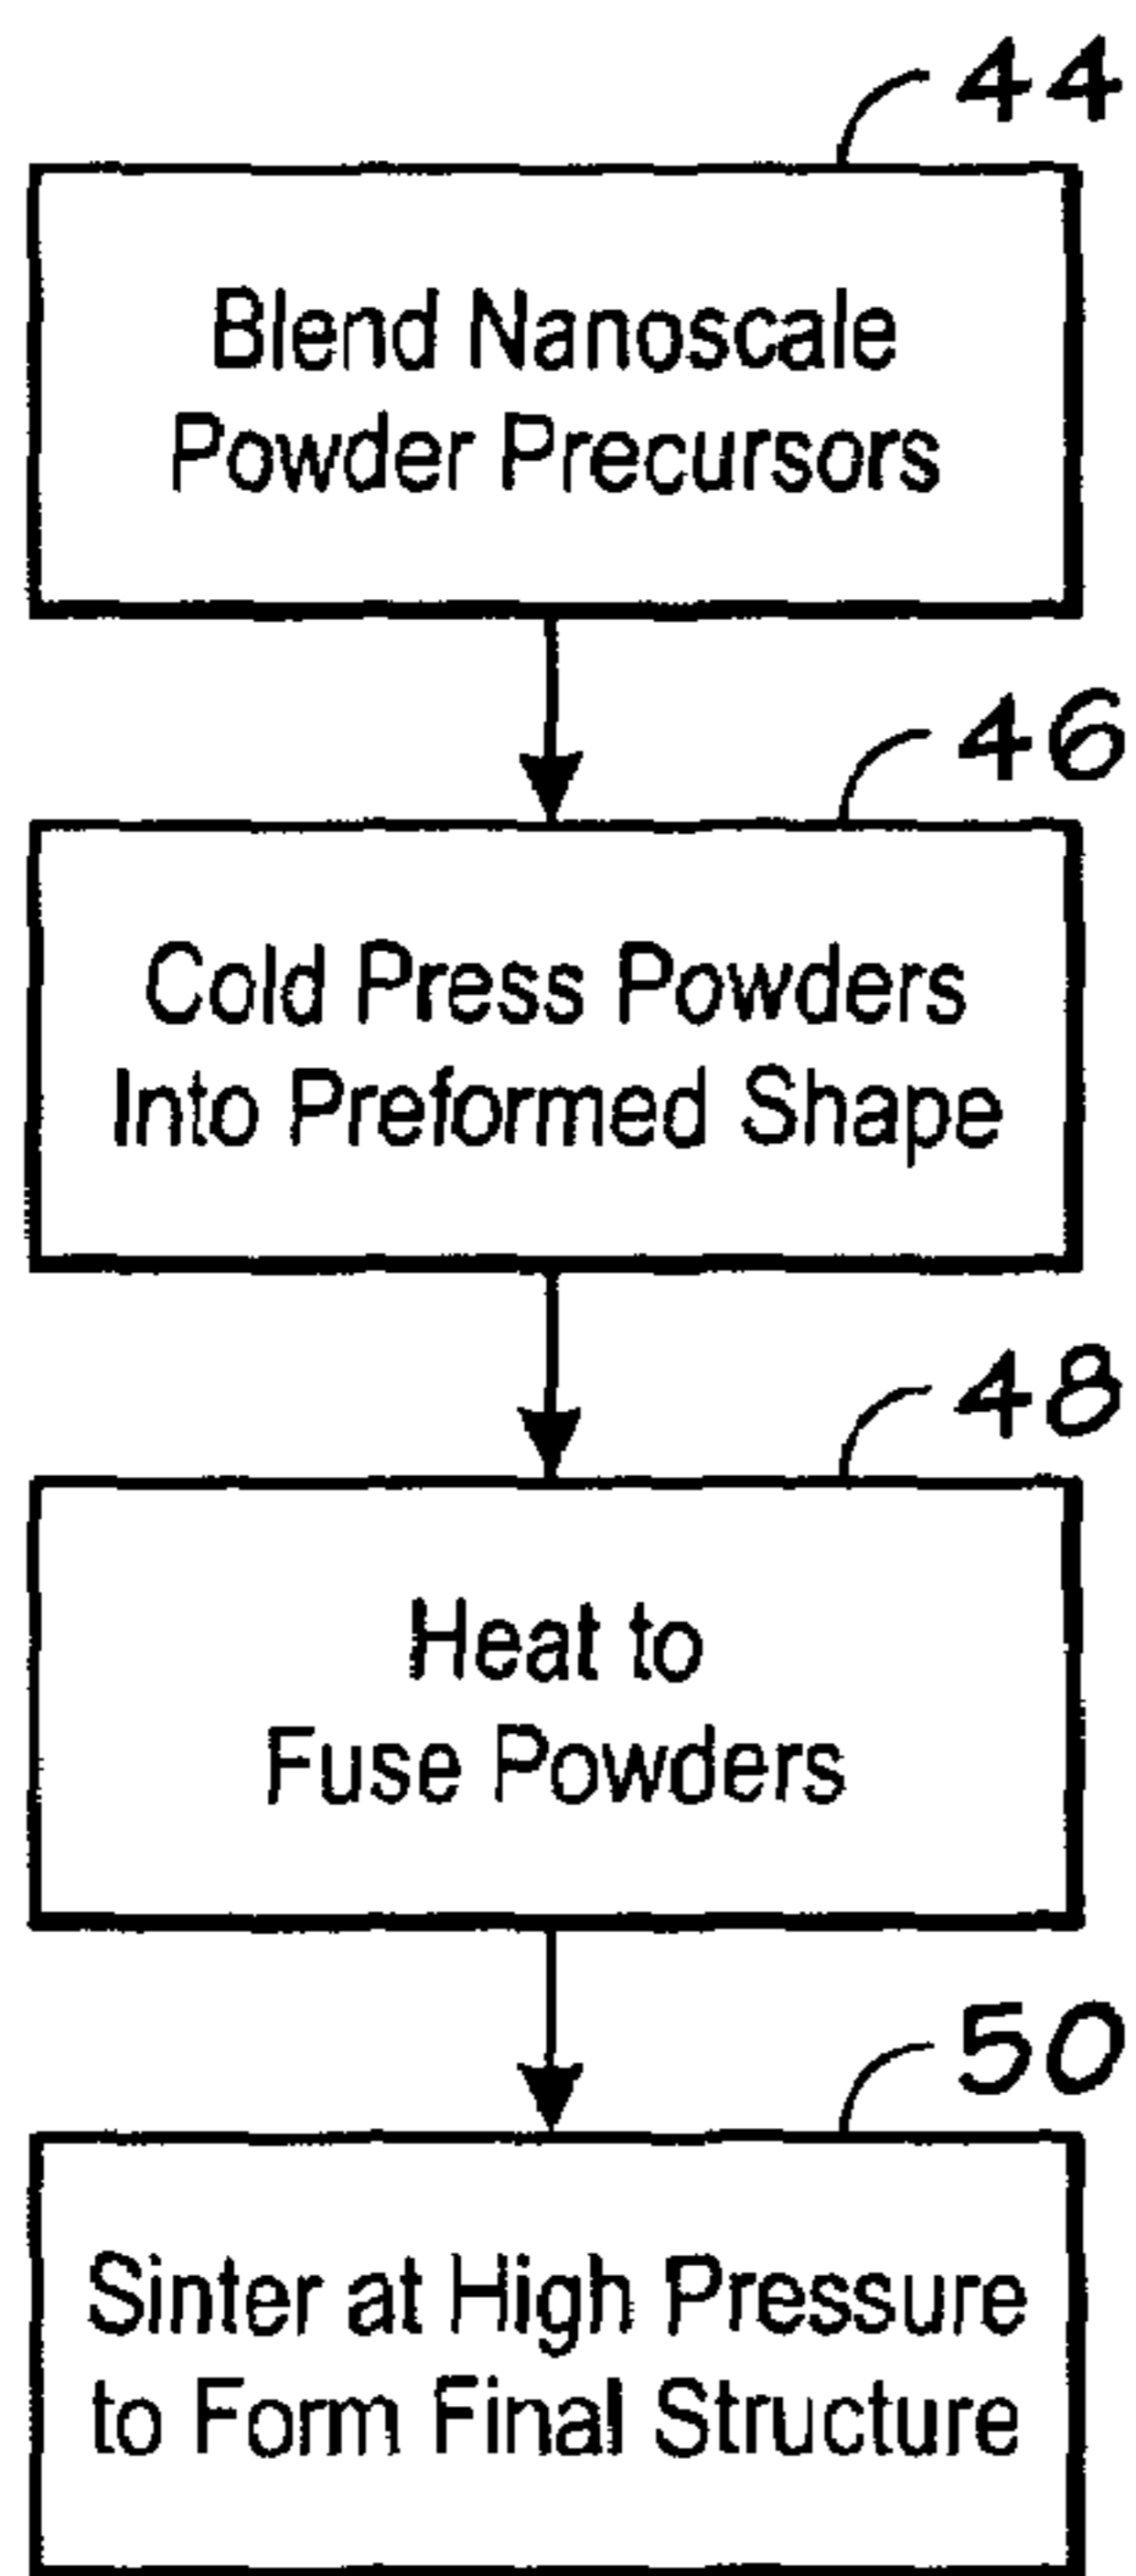 44
Blend Nanoscale
Powder Precursors
46
Cold Press Powders
Into Preformed Shape
48
Heat to
Fuse Powders
50
Sinter at High Pressure
to Form Final Structure